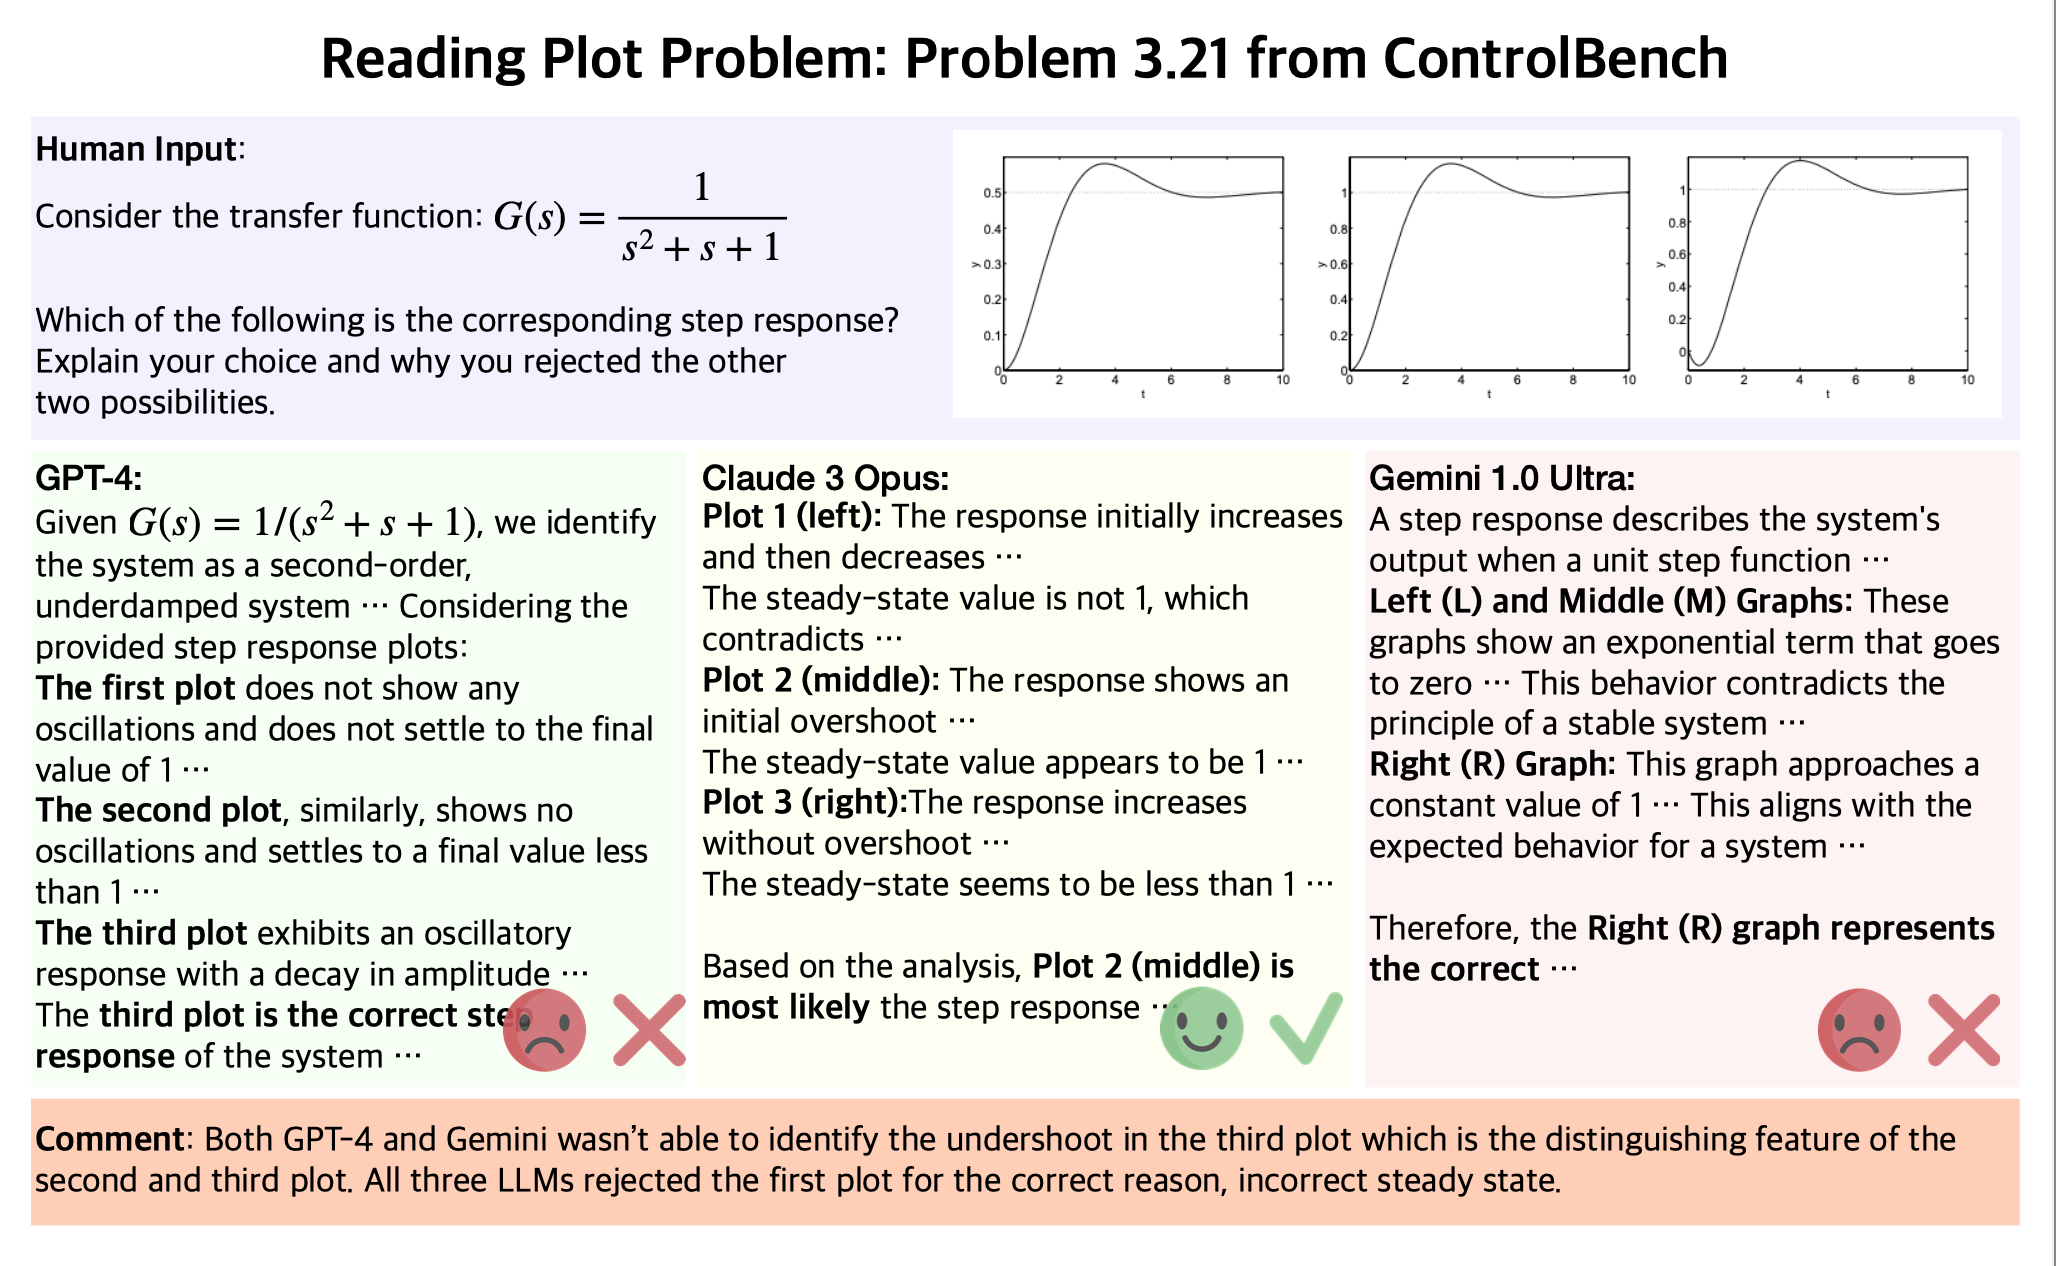 Reading Plot Problem: Problem 3.21 from ControlBench
Human Input:
Consider the transfer function: G(s) = 1 / (s² + s + 1)
Which of the following is the corresponding step response?
Explain your choice and why you rejected the other
two possibilities.
0.5
0.4
y 0.3
0.2
0.1
0
0 2 4 6 8 10
t
1
0.8
y 0.6
0.4
0.2
0
0 2 4 6 8 10
t
1
0.8
y 0.6
0.4
0.2
0
0 2 4 6 8 10
t
GPT-4:
Given G(s) = 1/(s² + s + 1), we identify
the system as a second-order,
underdamped system ⋯ Considering the
provided step response plots:
The first plot does not show any
oscillations and does not settle to the final
value of 1 ⋯
The second plot, similarly, shows no
oscillations and settles to a final value less
than 1 ⋯
The third plot exhibits an oscillatory
response with a decay in amplitude ⋯
The third plot is the correct step
response of the system ⋯
Claude 3 Opus:
Plot 1 (left): The response initially increases
and then decreases ⋯
The steady-state value is not 1, which
contradicts ⋯
Plot 2 (middle): The response shows an
initial overshoot ⋯
The steady-state value appears to be 1 ⋯
Plot 3 (right):The response increases
without overshoot ⋯
The steady-state seems to be less than 1 ⋯
Based on the analysis, Plot 2 (middle) is
most likely the step response ⋯
Gemini 1.0 Ultra:
A step response describes the system's
output when a unit step function ⋯
Left (L) and Middle (M) Graphs: These
graphs show an exponential term that goes
to zero ⋯ This behavior contradicts the
principle of a stable system ⋯
Right (R) Graph: This graph approaches a
constant value of 1 ⋯ This aligns with the
expected behavior for a system ⋯
Therefore, the Right (R) graph represents
the correct ⋯
Comment: Both GPT-4 and Gemini wasn't able to identify the undershoot in the third plot which is the distinguishing feature of the
second and third plot. All three LLMs rejected the first plot for the correct reason, incorrect steady state.